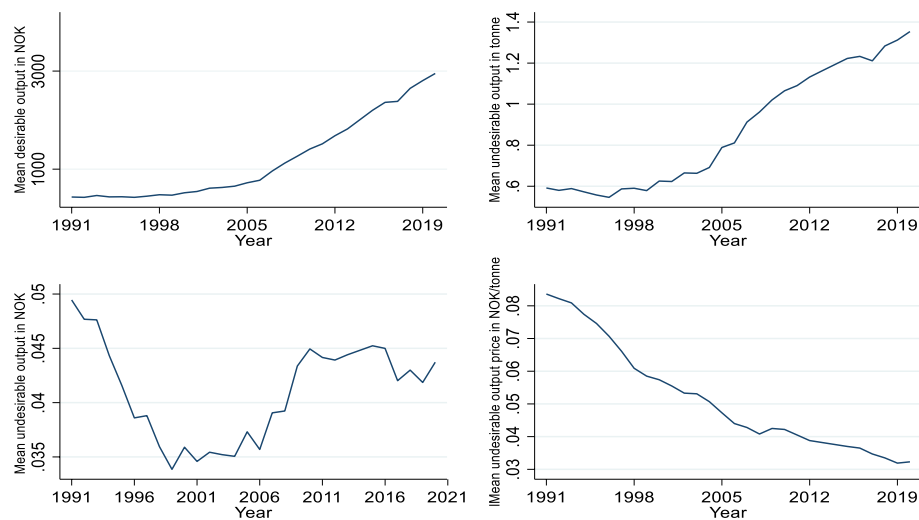 Mean desirable output in NOK
3000
1000
1991 1998 2005 2012 2019
Year
Mean undesirable output in tonne
1.4
1.2
1
.8
.6
1991 1998 2005 2012 2019
Year
Mean undesirable output in NOK
.05
.045
.04
.035
1991 1996 2001 2006 2011 2016 2021
Year
lMean undesirable output price in NOK/tonne
.08
.07
.06
.05
.04
.03
1991 1998 2005 2012 2019
Year